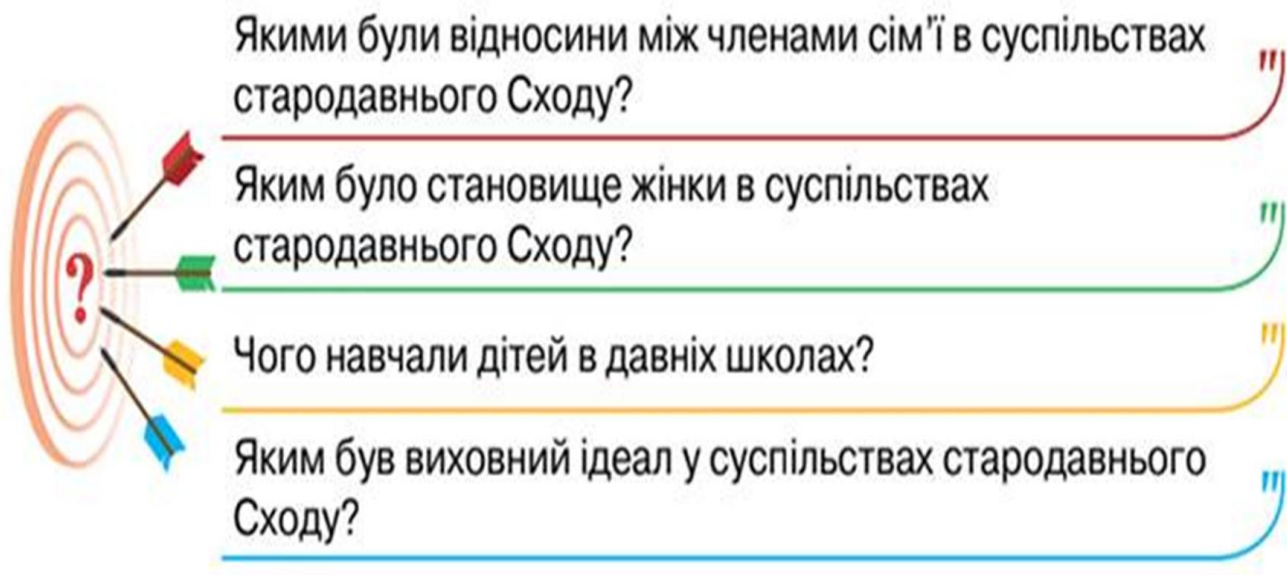 Якими були відносини між членами сім’ї в суспільствах
стародавнього Сходу?
Яким було становище жінки в суспільствах
стародавнього Сходу?
Чого навчали дітей в давніх школах?
Яким був виховний ідеал у суспільствах стародавнього
Сходу?
?